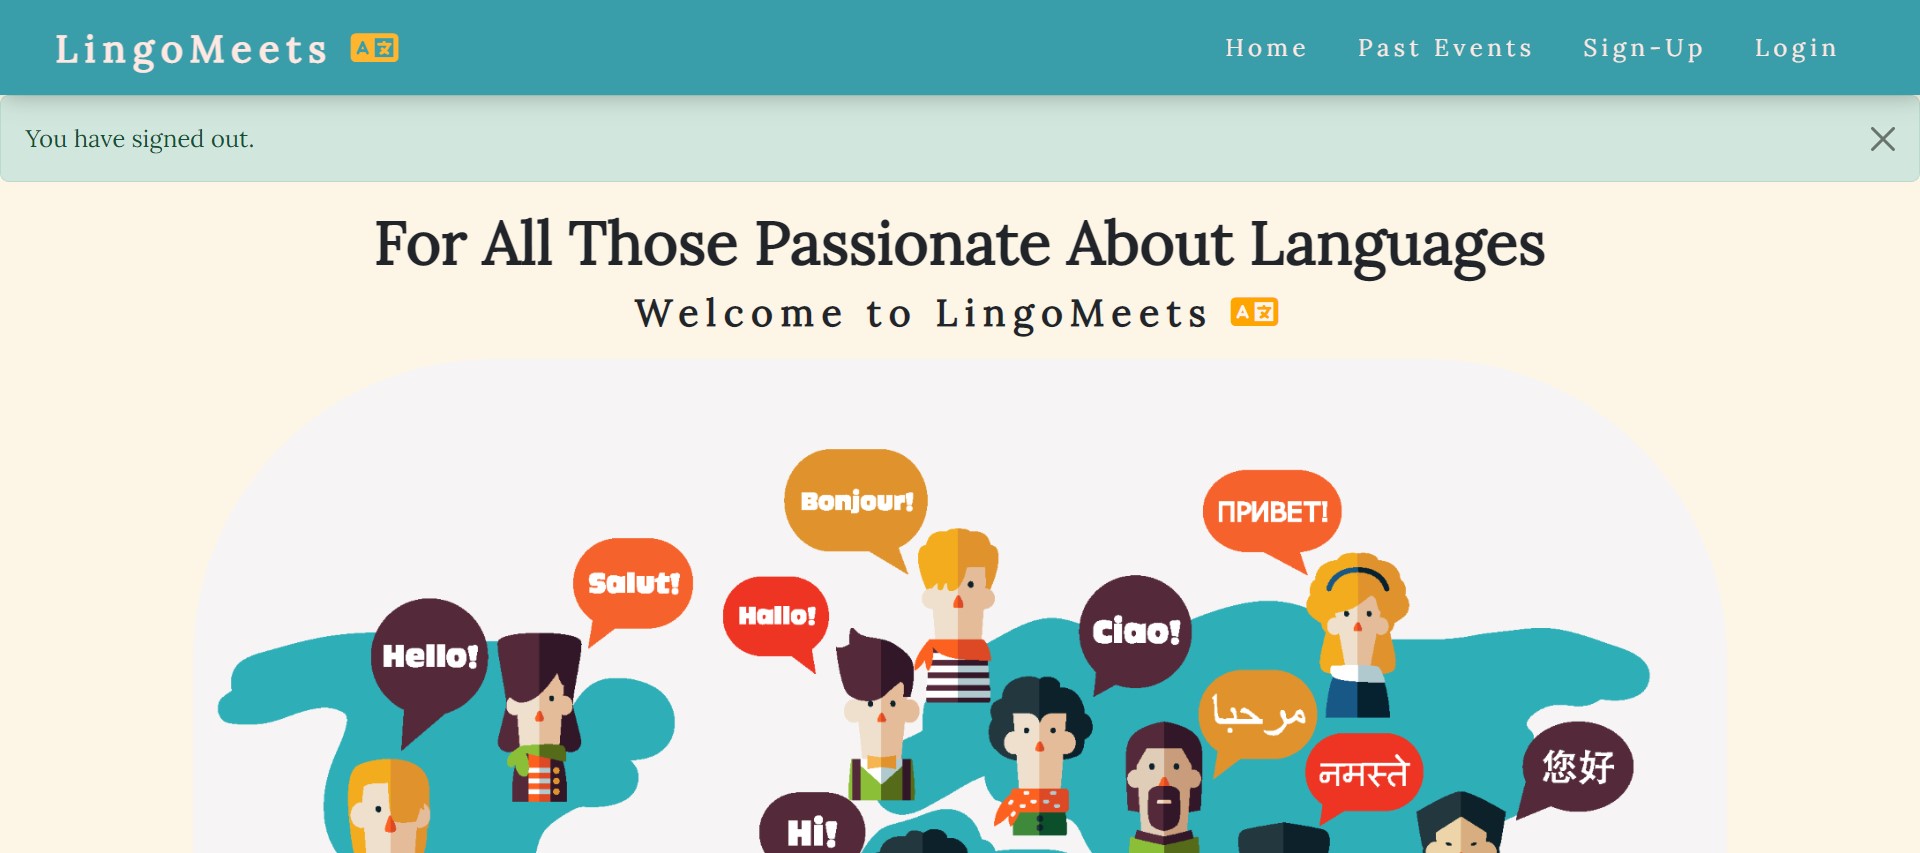 LingoMeets
Home Past Events Sign-Up Login
You have signed out.
For All Those Passionate About Languages
Welcome to LingoMeets
Bonjour!
ПРИВЕТ!
Salut!
Hallo!
Ciao!
Hello!
مرحبا
नमस्ते
您好
Hi!